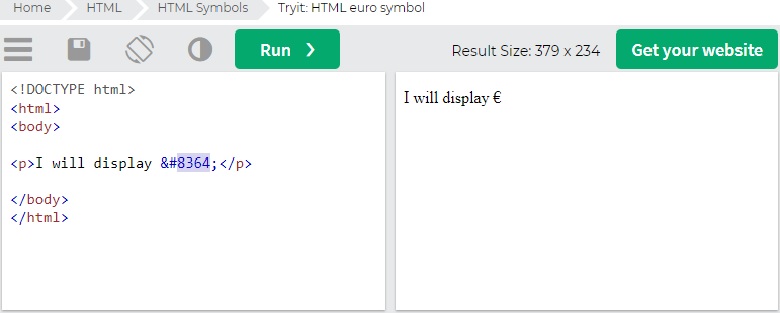 Home HTML HTML Symbols Tryit: HTML euro symbol
Run ❯ Result Size: 379 x 234 Get your website
<!DOCTYPE html>
<html>
<body>
<p>I will display &#8364;</p>
</body>
</html>
I will display €